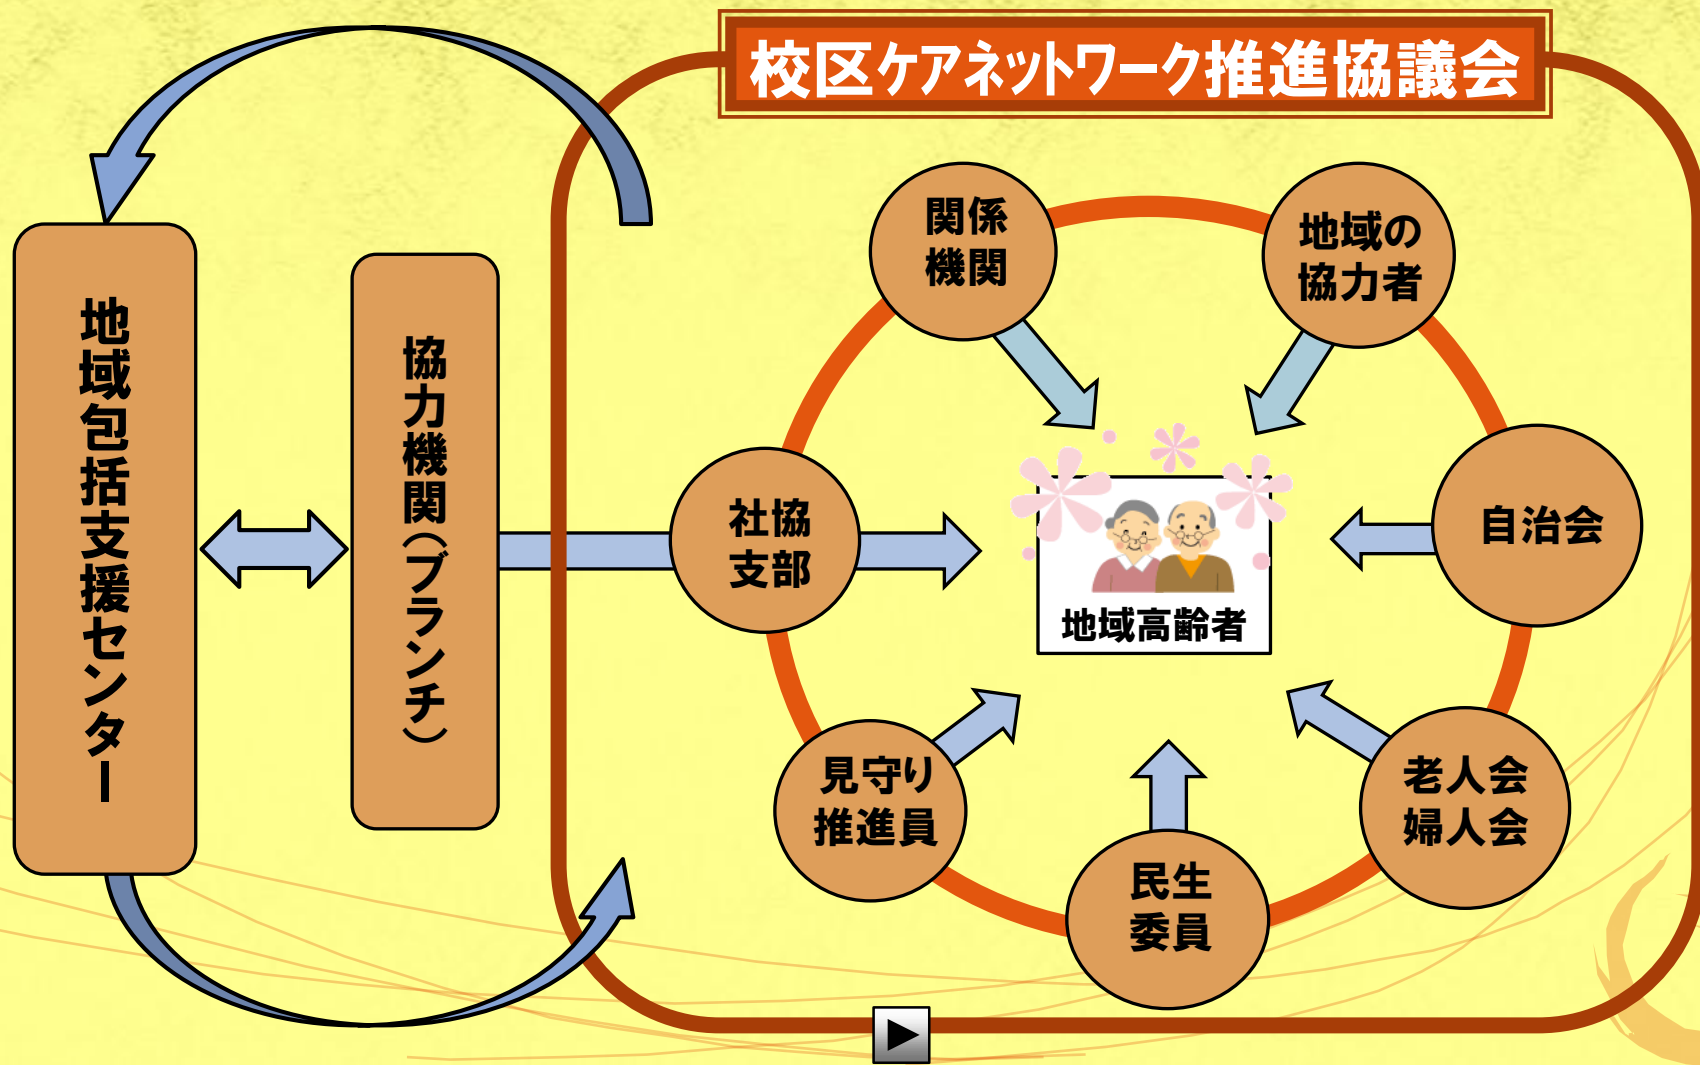 校区ケアネットワーク推進協議会
地域包括支援センター
協力機関（ブランチ）
関係
機関
地域の
協力者
社協
支部
自治会
地域高齢者
見守り
推進員
老人会
婦人会
民生
委員